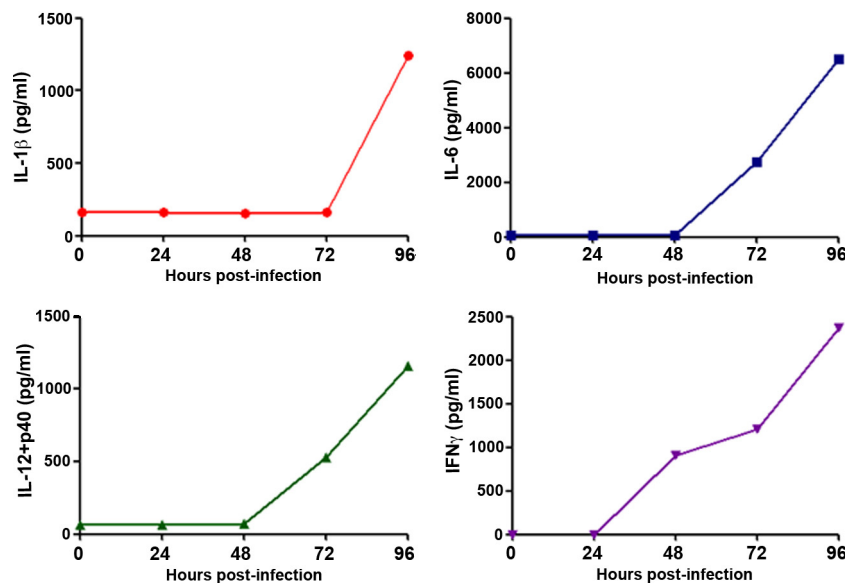 IL-1β (pg/ml)
1500
1000
500
0
0 24 48 72 96
Hours post-infection
IL-6 (pg/ml)
8000
6000
4000
2000
0
0 24 48 72 96
Hours post-infection
IL-12+p40 (pg/ml)
1500
1000
500
0
0 24 48 72 96
Hours post-infection
IFNγ (pg/ml)
2500
2000
1500
1000
500
0
0 24 48 72 96
Hours post-infection